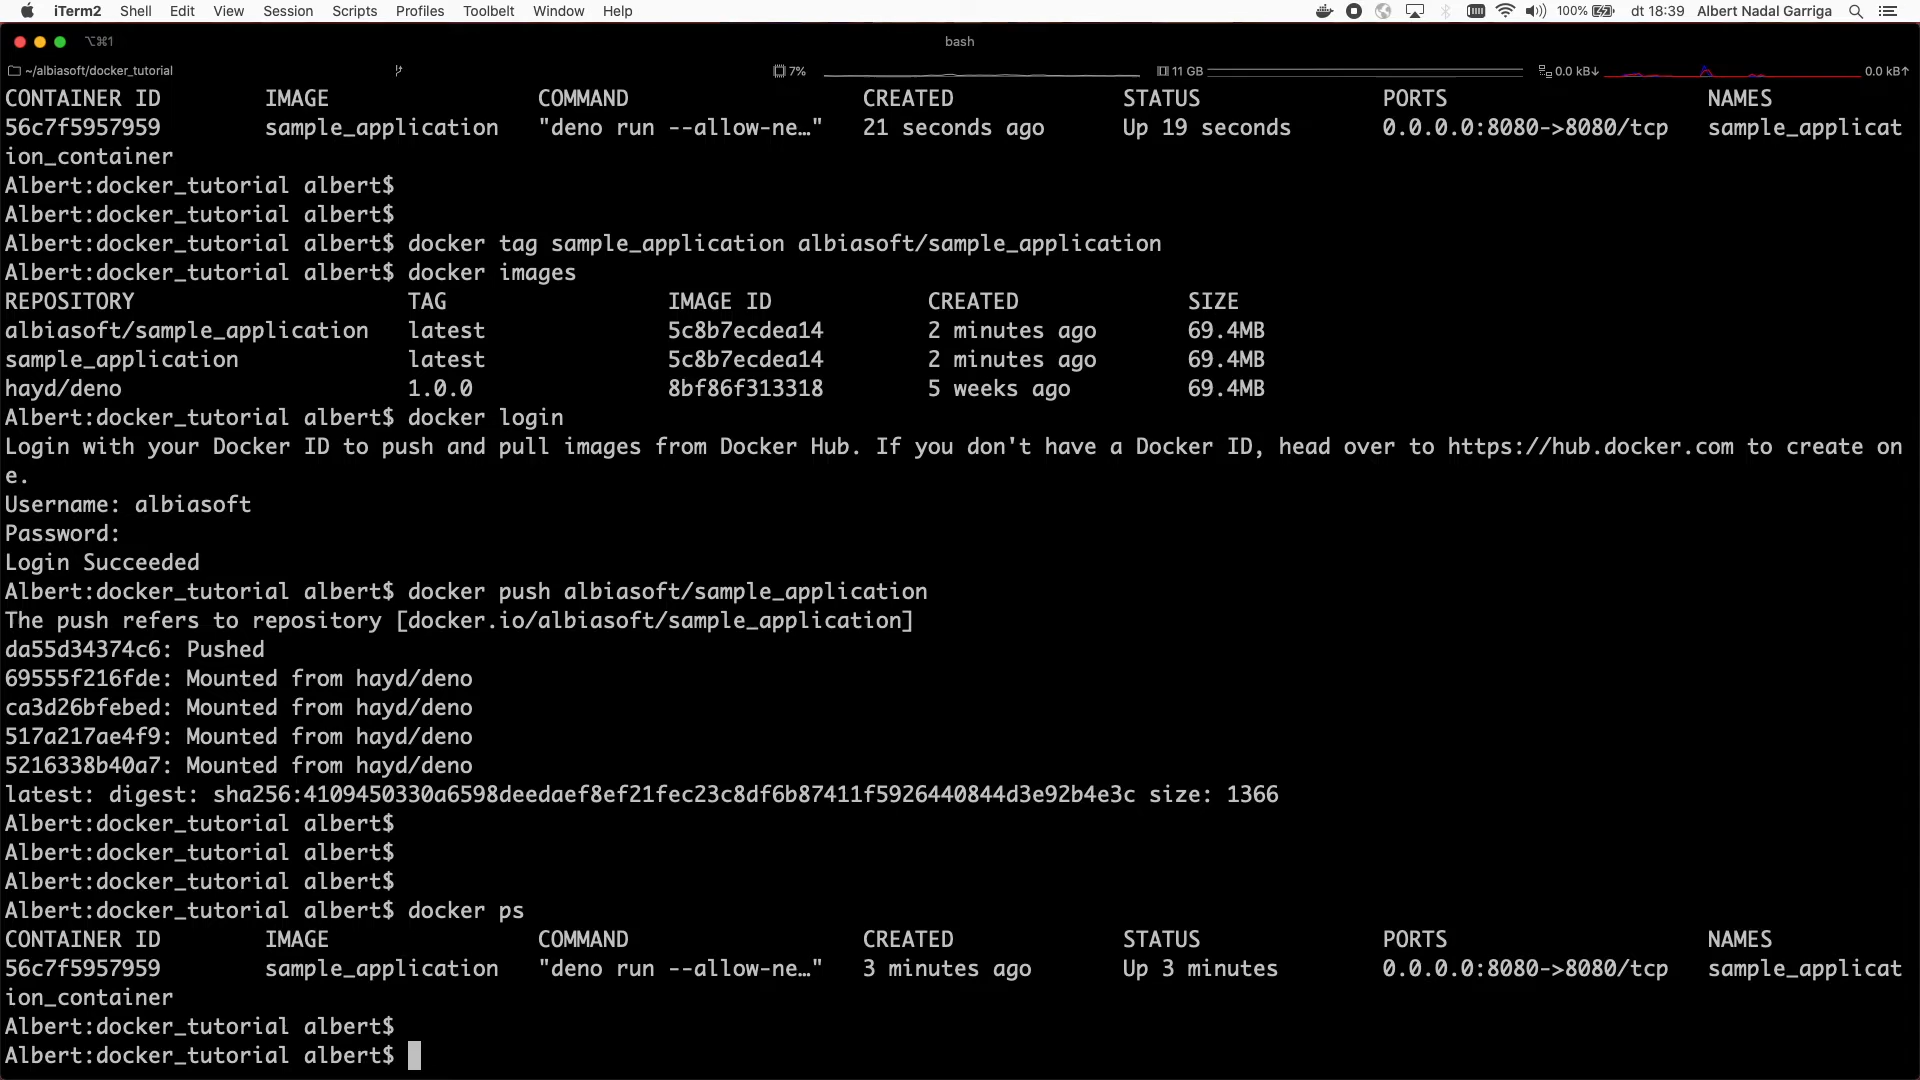 iTerm2 Shell Edit View Session Scripts Profiles Toolbelt Window Help 100% dt 18:39 Albert Nadal Garriga
⌥⌘1 bash
~/albiasoft/docker_tutorial 7% 11 GB 0.0 kB↓ 0.0 kB↑
CONTAINER ID IMAGE COMMAND CREATED STATUS PORTS NAMES
56c7f5957959 sample_application "deno run --allow-ne…" 21 seconds ago Up 19 seconds 0.0.0.0:8080->8080/tcp sample_applicat
ion_container
Albert:docker_tutorial albert$
Albert:docker_tutorial albert$
Albert:docker_tutorial albert$ docker tag sample_application albiasoft/sample_application
Albert:docker_tutorial albert$ docker images
REPOSITORY TAG IMAGE ID CREATED SIZE
albiasoft/sample_application latest 5c8b7ecdea14 2 minutes ago 69.4MB
sample_application latest 5c8b7ecdea14 2 minutes ago 69.4MB
hayd/deno 1.0.0 8bf86f313318 5 weeks ago 69.4MB
Albert:docker_tutorial albert$ docker login
Login with your Docker ID to push and pull images from Docker Hub. If you don't have a Docker ID, head over to https://hub.docker.com to create on
e.
Username: albiasoft
Password:
Login Succeeded
Albert:docker_tutorial albert$ docker push albiasoft/sample_application
The push refers to repository [docker.io/albiasoft/sample_application]
da55d34374c6: Pushed
69555f216fde: Mounted from hayd/deno
ca3d26bfebed: Mounted from hayd/deno
517a217ae4f9: Mounted from hayd/deno
5216338b40a7: Mounted from hayd/deno
latest: digest: sha256:4109450330a6598deedaef8ef21fec23c8df6b87411f5926440844d3e92b4e3c size: 1366
Albert:docker_tutorial albert$
Albert:docker_tutorial albert$
Albert:docker_tutorial albert$
Albert:docker_tutorial albert$ docker ps
CONTAINER ID IMAGE COMMAND CREATED STATUS PORTS NAMES
56c7f5957959 sample_application "deno run --allow-ne…" 3 minutes ago Up 3 minutes 0.0.0.0:8080->8080/tcp sample_applicat
ion_container
Albert:docker_tutorial albert$
Albert:docker_tutorial albert$